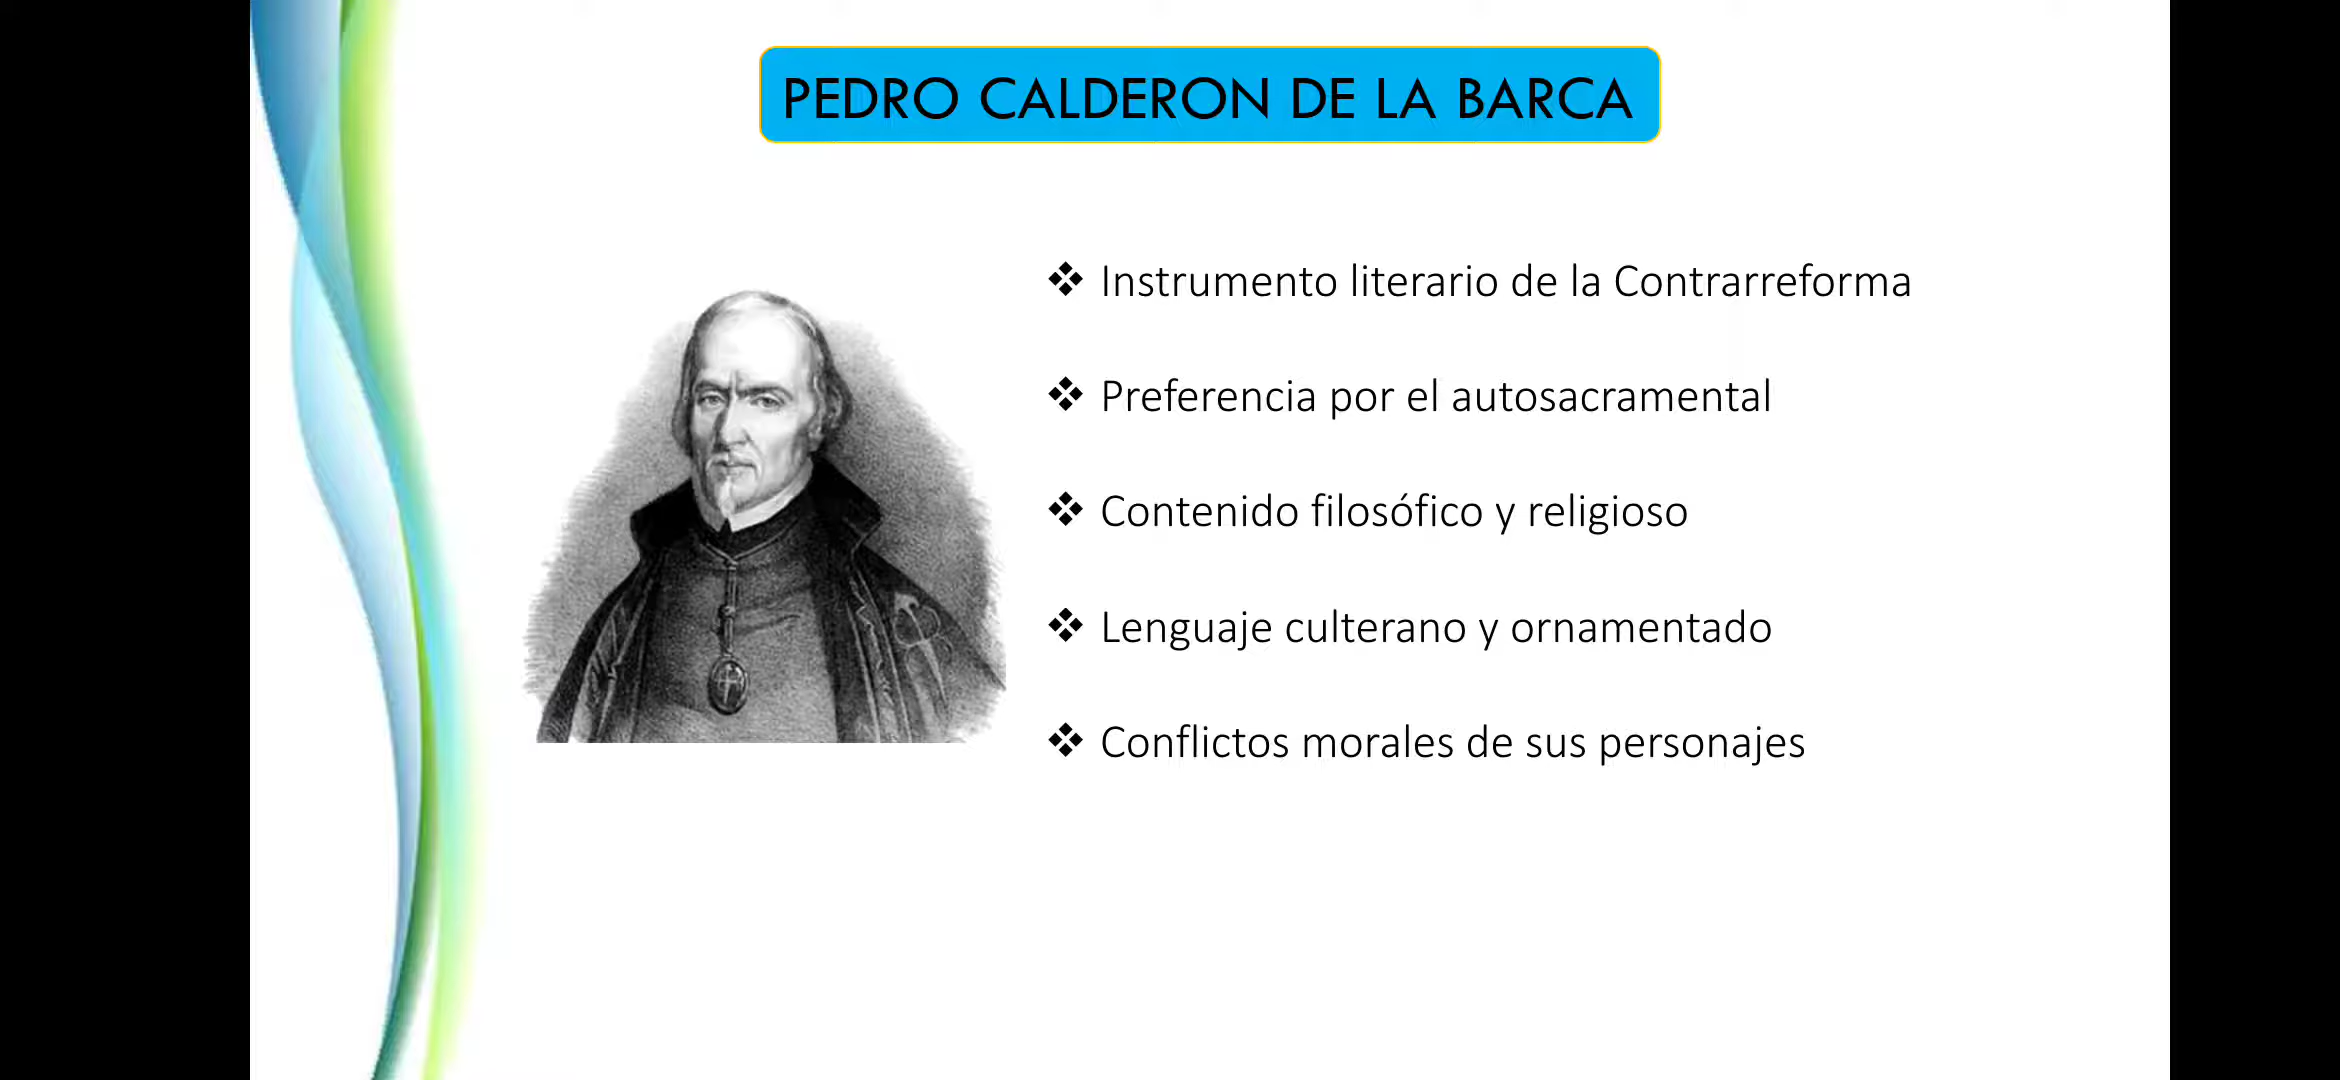 PEDRO CALDERON DE LA BARCA
❖ Instrumento literario de la Contrarreforma
❖ Preferencia por el autosacramental
❖ Contenido filosófico y religioso
❖ Lenguaje culterano y ornamentado
❖ Conflictos morales de sus personajes